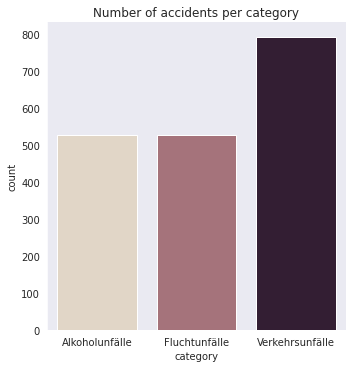 Number of accidents per category
800
700
600
500
400
300
200
100
0
count
Alkoholunfälle Fluchtunfälle Verkehrsunfälle
category